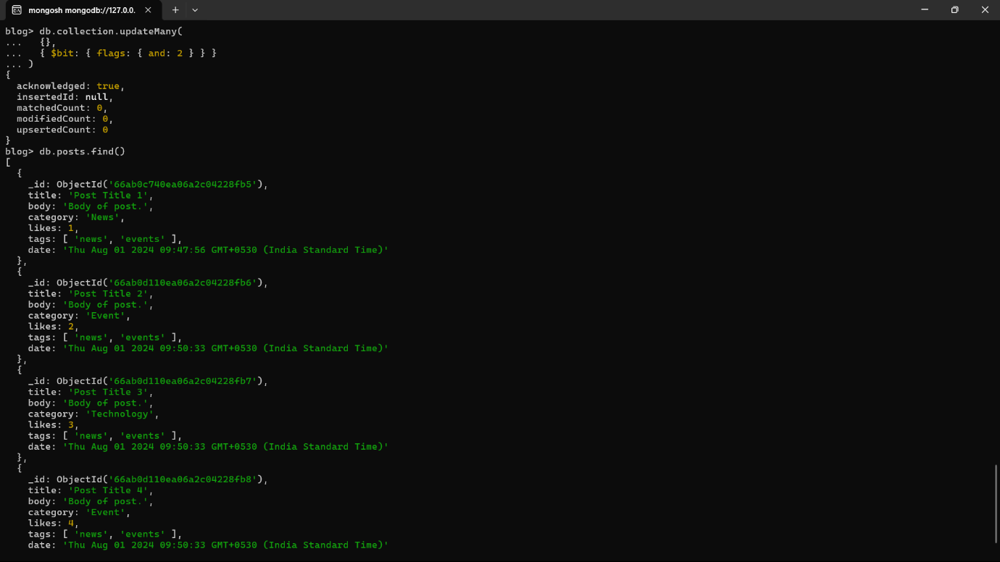 mongosh mongodb://127.0.0.
blog> db.collection.updateMany(
...   {},
...   { $bit: { flags: { and: 2 } } }
... )
{
  acknowledged: true,
  insertedId: null,
  matchedCount: 0,
  modifiedCount: 0,
  upsertedCount: 0
}
blog> db.posts.find()
[
  {
    _id: ObjectId('66ab0c740ea06a2c04228fb5'),
    title: 'Post Title 1',
    body: 'Body of post.',
    category: 'News',
    likes: 1,
    tags: [ 'news', 'events' ],
    date: 'Thu Aug 01 2024 09:47:56 GMT+0530 (India Standard Time)'
  },
  {
    _id: ObjectId('66ab0d110ea06a2c04228fb6'),
    title: 'Post Title 2',
    body: 'Body of post.',
    category: 'Event',
    likes: 2,
    tags: [ 'news', 'events' ],
    date: 'Thu Aug 01 2024 09:50:33 GMT+0530 (India Standard Time)'
  },
  {
    _id: ObjectId('66ab0d110ea06a2c04228fb7'),
    title: 'Post Title 3',
    body: 'Body of post.',
    category: 'Technology',
    likes: 3,
    tags: [ 'news', 'events' ],
    date: 'Thu Aug 01 2024 09:50:33 GMT+0530 (India Standard Time)'
  },
  {
    _id: ObjectId('66ab0d110ea06a2c04228fb8'),
    title: 'Post Title 4',
    body: 'Body of post.',
    category: 'Event',
    likes: 4,
    tags: [ 'news', 'events' ],
    date: 'Thu Aug 01 2024 09:50:33 GMT+0530 (India Standard Time)'